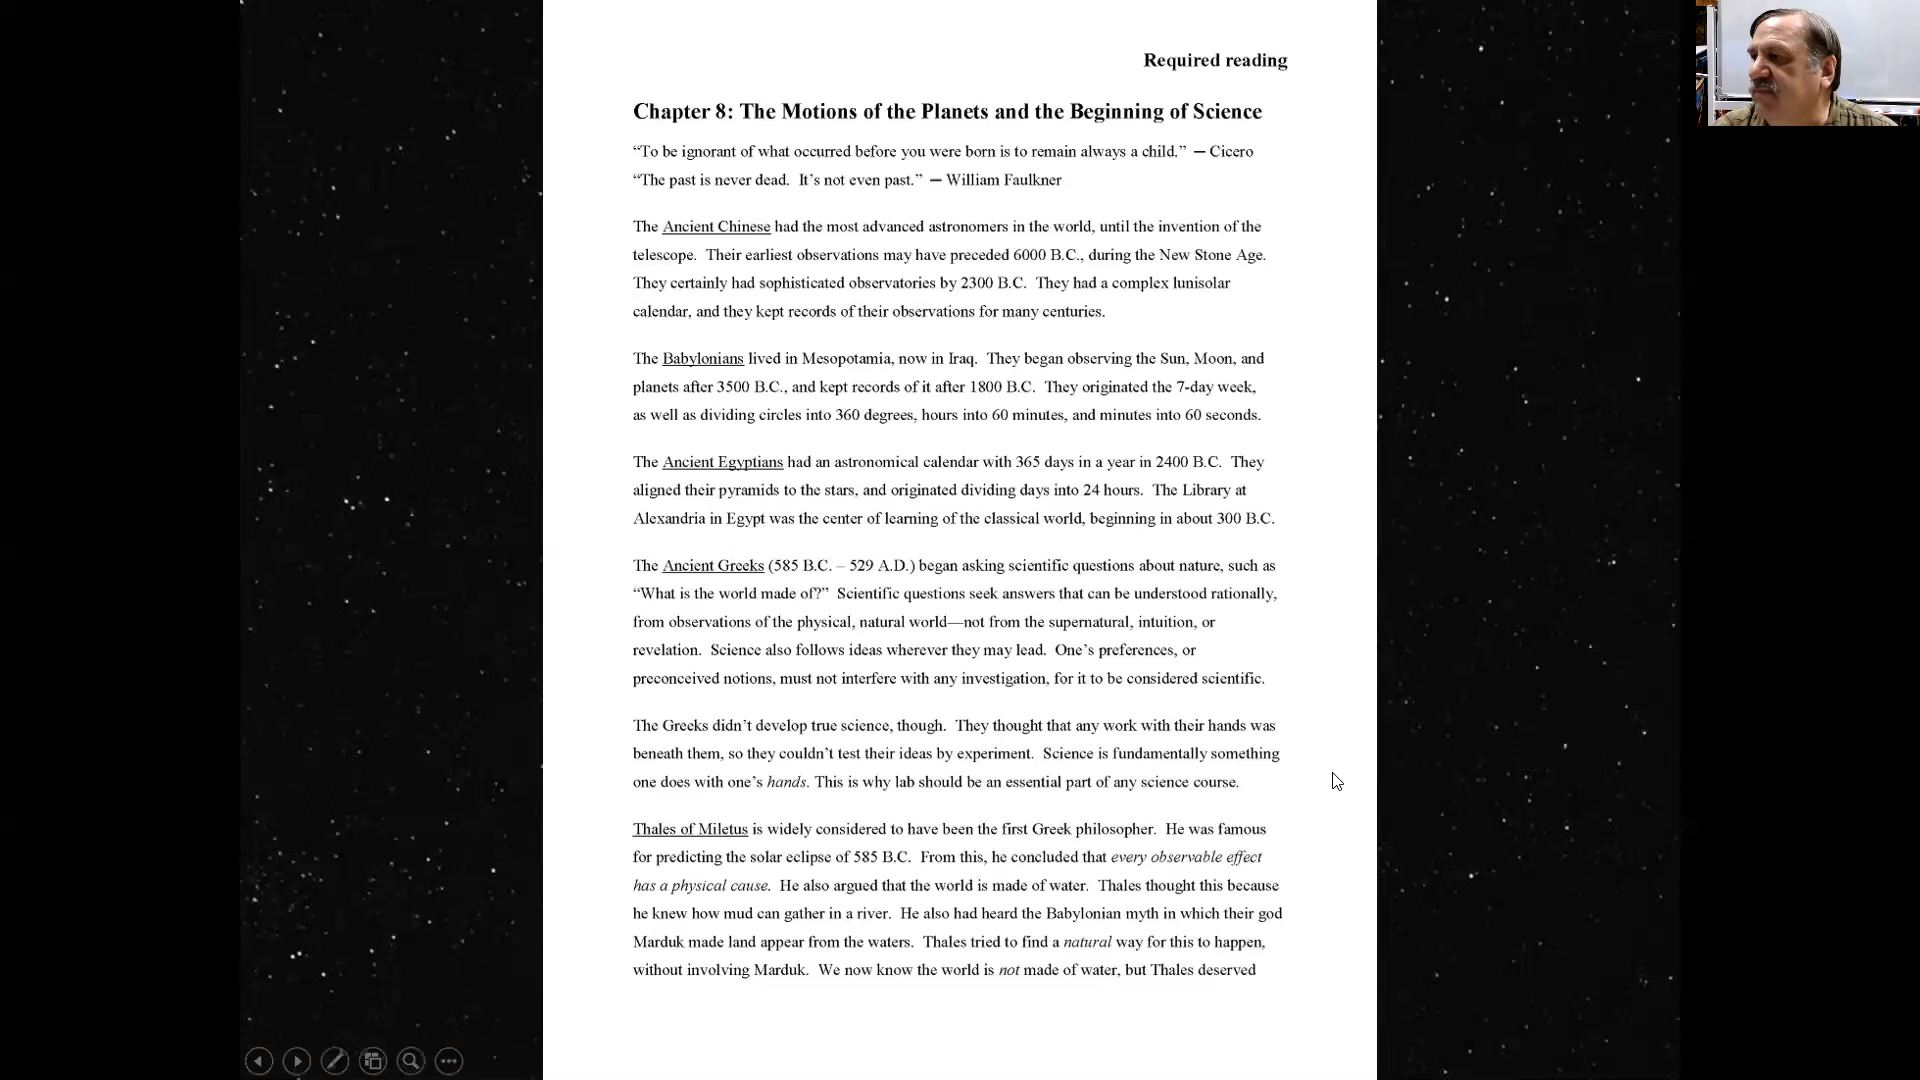 Required reading
Chapter 8: The Motions of the Planets and the Beginning of Science
“To be ignorant of what occurred before you were born is to remain always a child.” — Cicero
“The past is never dead. It’s not even past.” — William Faulkner
The Ancient Chinese had the most advanced astronomers in the world, until the invention of the
telescope. Their earliest observations may have preceded 6000 B.C., during the New Stone Age.
They certainly had sophisticated observatories by 2300 B.C. They had a complex lunisolar
calendar, and they kept records of their observations for many centuries.
The Babylonians lived in Mesopotamia, now in Iraq. They began observing the Sun, Moon, and
planets after 3500 B.C., and kept records of it after 1800 B.C. They originated the 7-day week,
as well as dividing circles into 360 degrees, hours into 60 minutes, and minutes into 60 seconds.
The Ancient Egyptians had an astronomical calendar with 365 days in a year in 2400 B.C. They
aligned their pyramids to the stars, and originated dividing days into 24 hours. The Library at
Alexandria in Egypt was the center of learning of the classical world, beginning in about 300 B.C.
The Ancient Greeks (585 B.C. – 529 A.D.) began asking scientific questions about nature, such as
“What is the world made of?” Scientific questions seek answers that can be understood rationally,
from observations of the physical, natural world—not from the supernatural, intuition, or
revelation. Science also follows ideas wherever they may lead. One’s preferences, or
preconceived notions, must not interfere with any investigation, for it to be considered scientific.
The Greeks didn’t develop true science, though. They thought that any work with their hands was
beneath them, so they couldn’t test their ideas by experiment. Science is fundamentally something
one does with one’s hands. This is why lab should be an essential part of any science course.
Thales of Miletus is widely considered to have been the first Greek philosopher. He was famous
for predicting the solar eclipse of 585 B.C. From this, he concluded that every observable effect
has a physical cause. He also argued that the world is made of water. Thales thought this because
he knew how mud can gather in a river. He also had heard the Babylonian myth in which their god
Marduk made land appear from the waters. Thales tried to find a natural way for this to happen,
without involving Marduk. We now know the world is not made of water, but Thales deserved